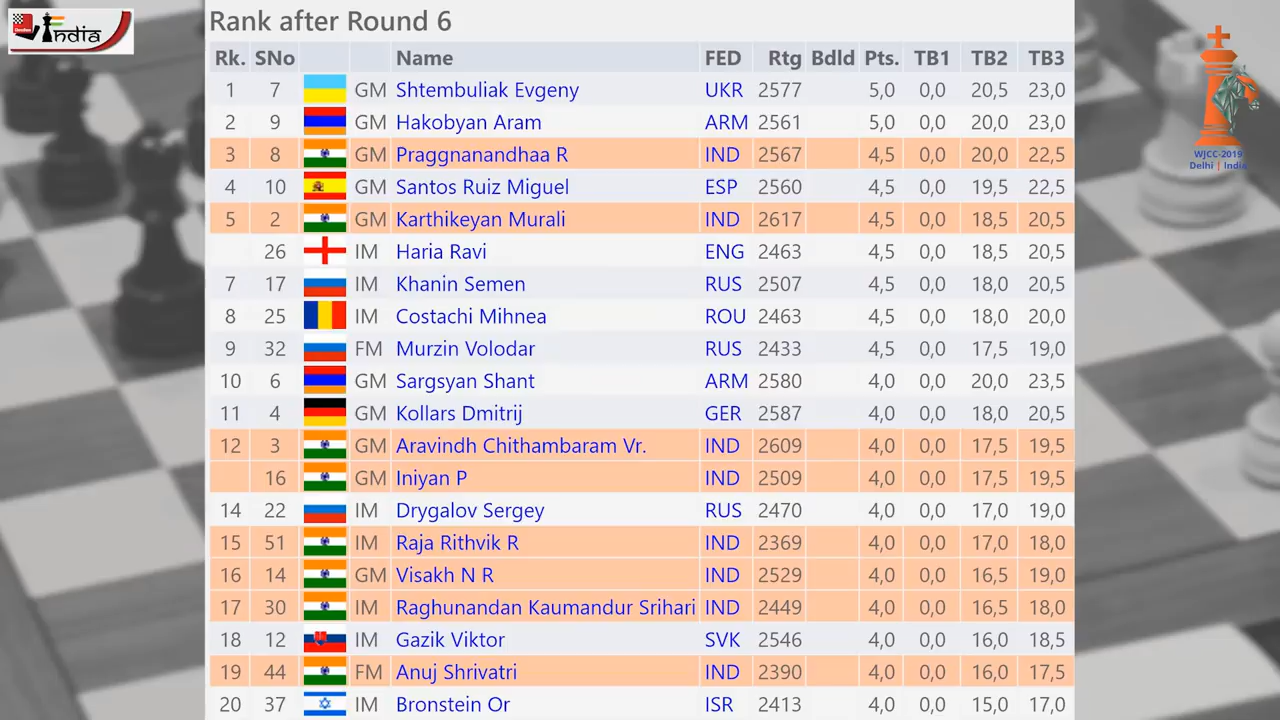 India
Rank after Round 6
WJCC-2019
Delhi | India
Rk. SNo Name FED Rtg Bdld Pts. TB1 TB2 TB3
1 7 GM Shtembuliak Evgeny UKR 2577 5,0 0,0 20,5 23,0
2 9 GM Hakobyan Aram ARM 2561 5,0 0,0 20,0 23,0
3 8 GM Praggnanandhaa R IND 2567 4,5 0,0 20,0 22,5
4 10 GM Santos Ruiz Miguel ESP 2560 4,5 0,0 19,5 22,5
5 2 GM Karthikeyan Murali IND 2617 4,5 0,0 18,5 20,5
26 IM Haria Ravi ENG 2463 4,5 0,0 18,5 20,5
7 17 IM Khanin Semen RUS 2507 4,5 0,0 18,0 20,5
8 25 IM Costachi Mihnea ROU 2463 4,5 0,0 18,0 20,0
9 32 FM Murzin Volodar RUS 2433 4,5 0,0 17,5 19,0
10 6 GM Sargsyan Shant ARM 2580 4,0 0,0 20,0 23,5
11 4 GM Kollars Dmitrij GER 2587 4,0 0,0 18,0 20,5
12 3 GM Aravindh Chithambaram Vr. IND 2609 4,0 0,0 17,5 19,5
16 GM Iniyan P IND 2509 4,0 0,0 17,5 19,5
14 22 IM Drygalov Sergey RUS 2470 4,0 0,0 17,0 19,0
15 51 IM Raja Rithvik R IND 2369 4,0 0,0 17,0 18,0
16 14 GM Visakh N R IND 2529 4,0 0,0 16,5 19,0
17 30 IM Raghunandan Kaumandur Srihari IND 2449 4,0 0,0 16,5 18,0
18 12 IM Gazik Viktor SVK 2546 4,0 0,0 16,0 18,5
19 44 FM Anuj Shrivatri IND 2390 4,0 0,0 16,0 17,5
20 37 IM Bronstein Or ISR 2413 4,0 0,0 15,0 17,0